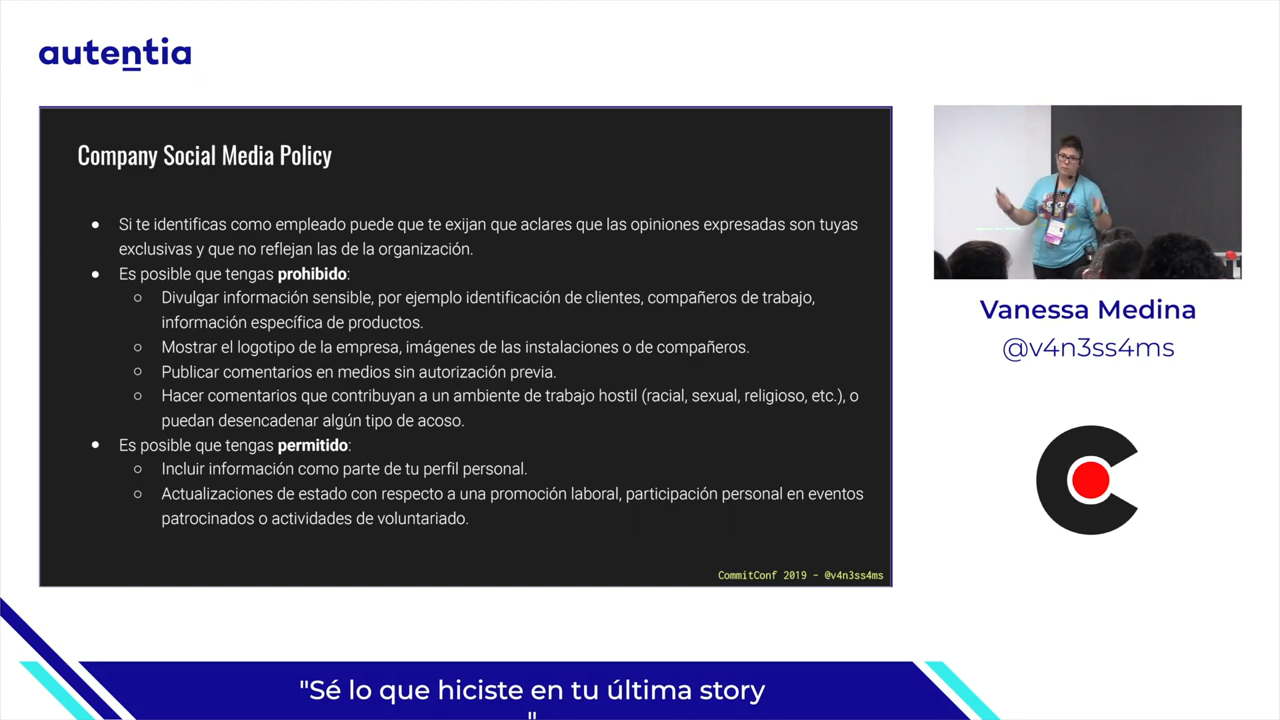 autentia
Company Social Media Policy
● Si te identificas como empleado puede que te exijan que aclares que las opiniones expresadas son tuyas
exclusivas y que no reflejan las de la organización.
● Es posible que tengas prohibido:
○ Divulgar información sensible, por ejemplo identificación de clientes, compañeros de trabajo,
información específica de productos.
○ Mostrar el logotipo de la empresa, imágenes de las instalaciones o de compañeros.
○ Publicar comentarios en medios sin autorización previa.
○ Hacer comentarios que contribuyan a un ambiente de trabajo hostil (racial, sexual, religioso, etc.), o
puedan desencadenar algún tipo de acoso.
● Es posible que tengas permitido:
○ Incluir información como parte de tu perfil personal.
○ Actualizaciones de estado con respecto a una promoción laboral, participación personal en eventos
patrocinados o actividades de voluntariado.
CommitConf 2019 - @v4n3ss4ms
Vanessa Medina
@v4n3ss4ms
"Sé lo que hiciste en tu última story
"